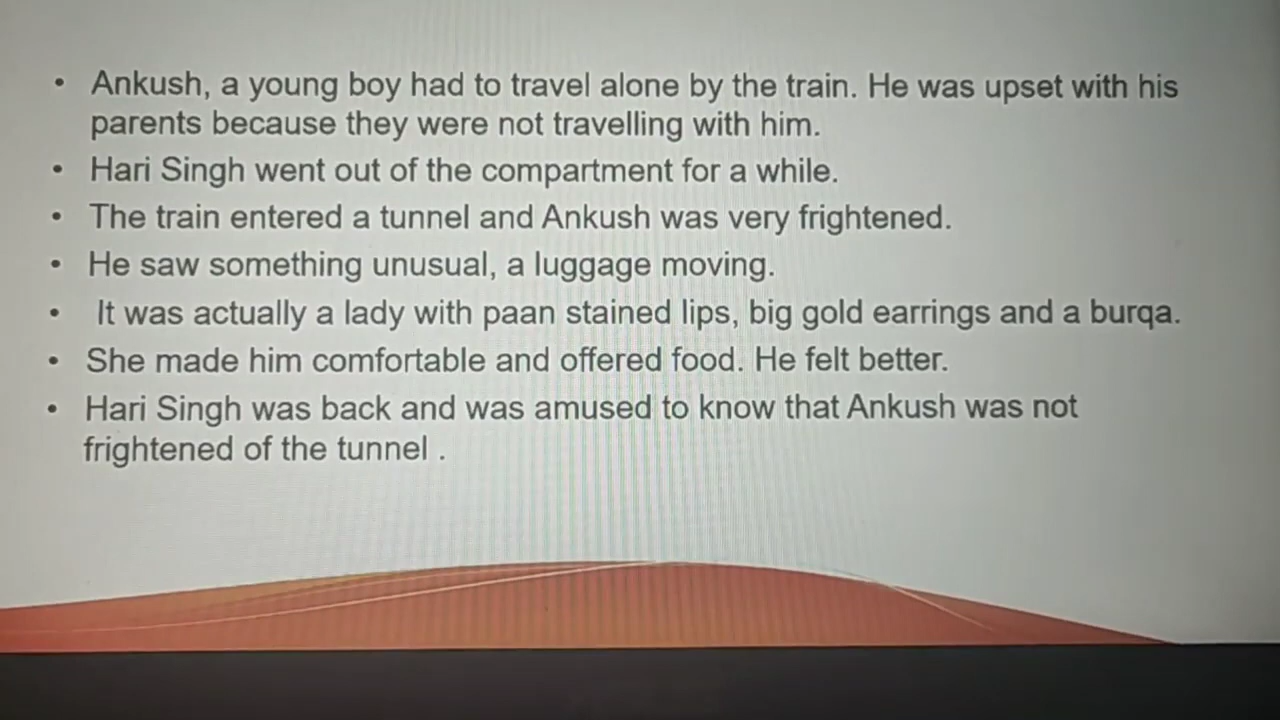 • Ankush, a young boy had to travel alone by the train. He was upset with his
parents because they were not travelling with him.
• Hari Singh went out of the compartment for a while.
• The train entered a tunnel and Ankush was very frightened.
• He saw something unusual, a luggage moving.
• It was actually a lady with paan stained lips, big gold earrings and a burqa.
• She made him comfortable and offered food. He felt better.
• Hari Singh was back and was amused to know that Ankush was not
frightened of the tunnel .